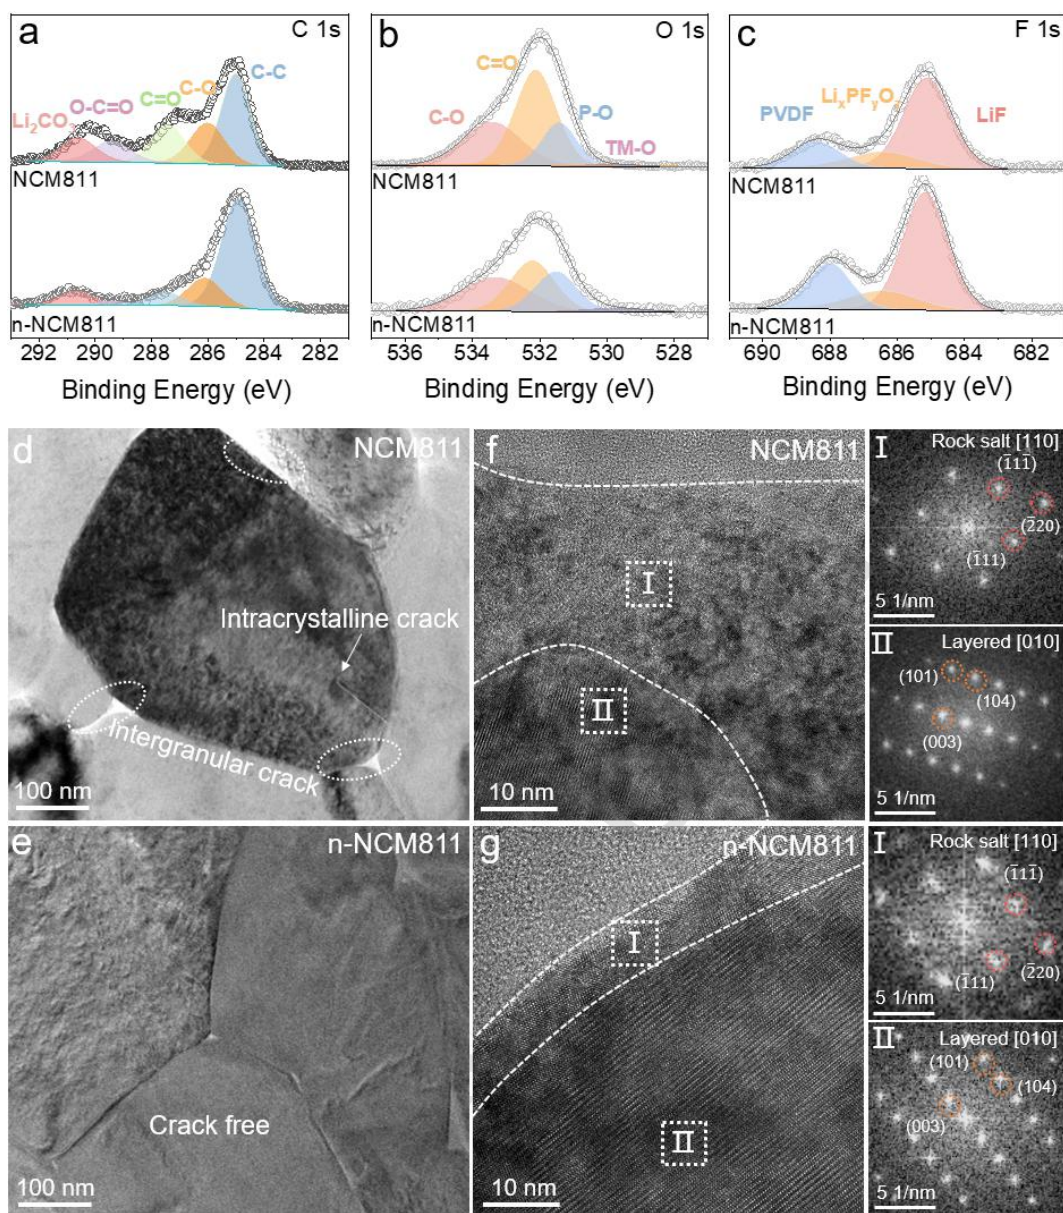 a
C 1s
Li₂CO₃
O-C=O
C=O
C-O
C-C
NCM811
n-NCM811
292 290 288 286 284 282
Binding Energy (eV)
b
O 1s
C=O
C-O
P-O
TM-O
NCM811
n-NCM811
536 534 532 530 528
Binding Energy (eV)
c
F 1s
PVDF
LiₓPFᵧO
LiF
NCM811
n-NCM811
690 688 686 684 682
Binding Energy (eV)
d
NCM811
Intracrystalline crack
Intergranular crack
100 nm
f
NCM811
I
II
10 nm
I
Rock salt [110]
(1̄11̄)
(2̄20)
(1̄11)
5 1/nm
II
Layered [010]
(101)
(104)
(003)
5 1/nm
e
n-NCM811
Crack free
100 nm
g
n-NCM811
I
II
10 nm
I
Rock salt [110]
(1̄11̄)
(2̄20)
(1̄11)
5 1/nm
II
Layered [010]
(101)
(104)
(003)
5 1/nm